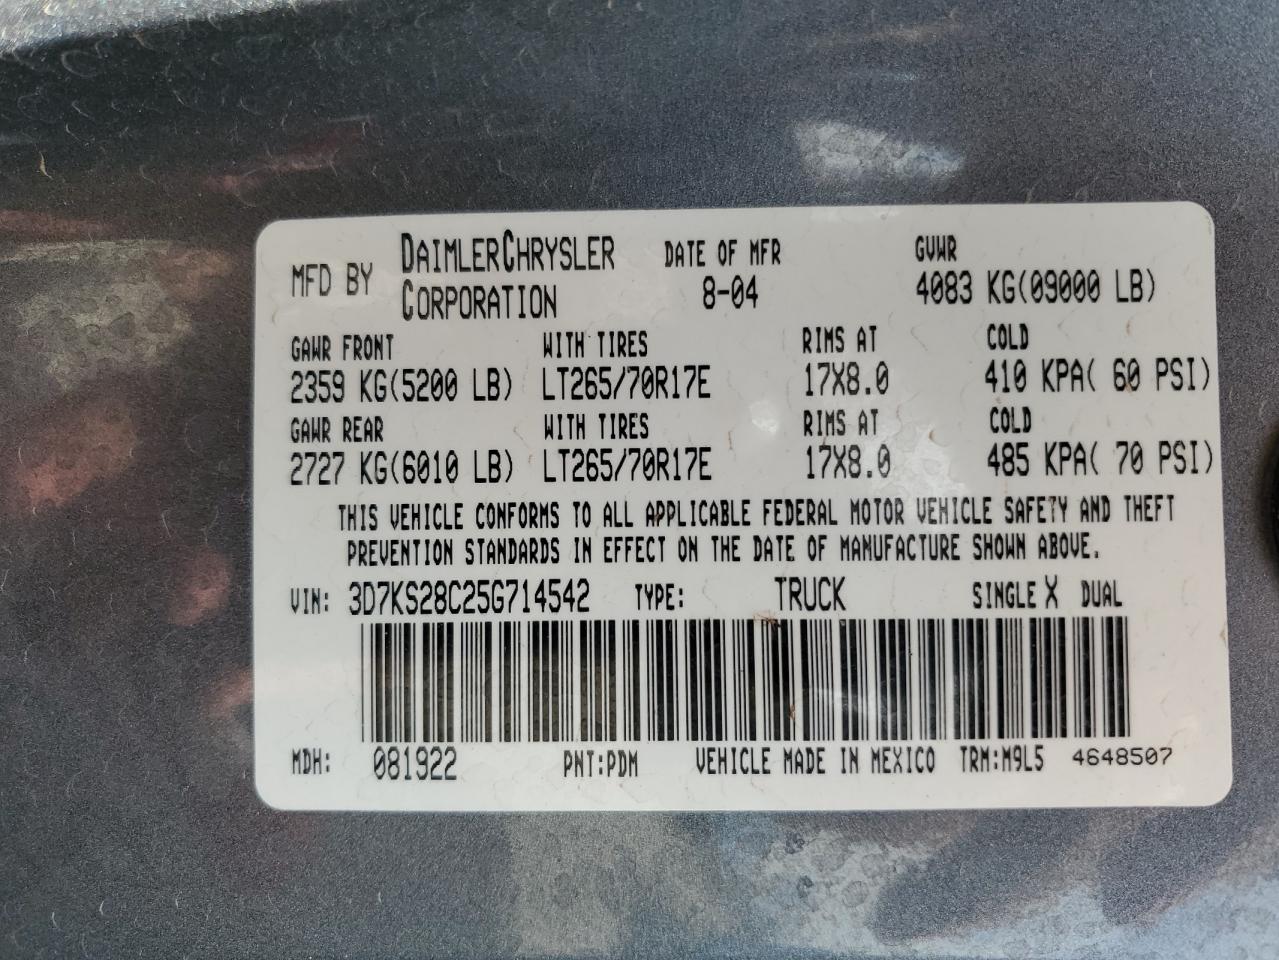 MFD BY DAIMLERCHRYSLER CORPORATION DATE OF MFR 8-04 GVWR 4083 KG(09000 LB)
GAWR FRONT WITH TIRES RIMS AT COLD
2359 KG(5200 LB) LT265/70R17E 17X8.0 410 KPA( 60 PSI)
GAWR REAR WITH TIRES RIMS AT COLD
2727 KG(6010 LB) LT265/70R17E 17X8.0 485 KPA( 70 PSI)
THIS VEHICLE CONFORMS TO ALL APPLICABLE FEDERAL MOTOR VEHICLE SAFETY AND THEFT
PREVENTION STANDARDS IN EFFECT ON THE DATE OF MANUFACTURE SHOWN ABOVE.
VIN: 3D7KS28C25G714542 TYPE: TRUCK SINGLE X DUAL
MDH: 081922 PNT:PDM VEHICLE MADE IN MEXICO TRM:M9L5 4648507